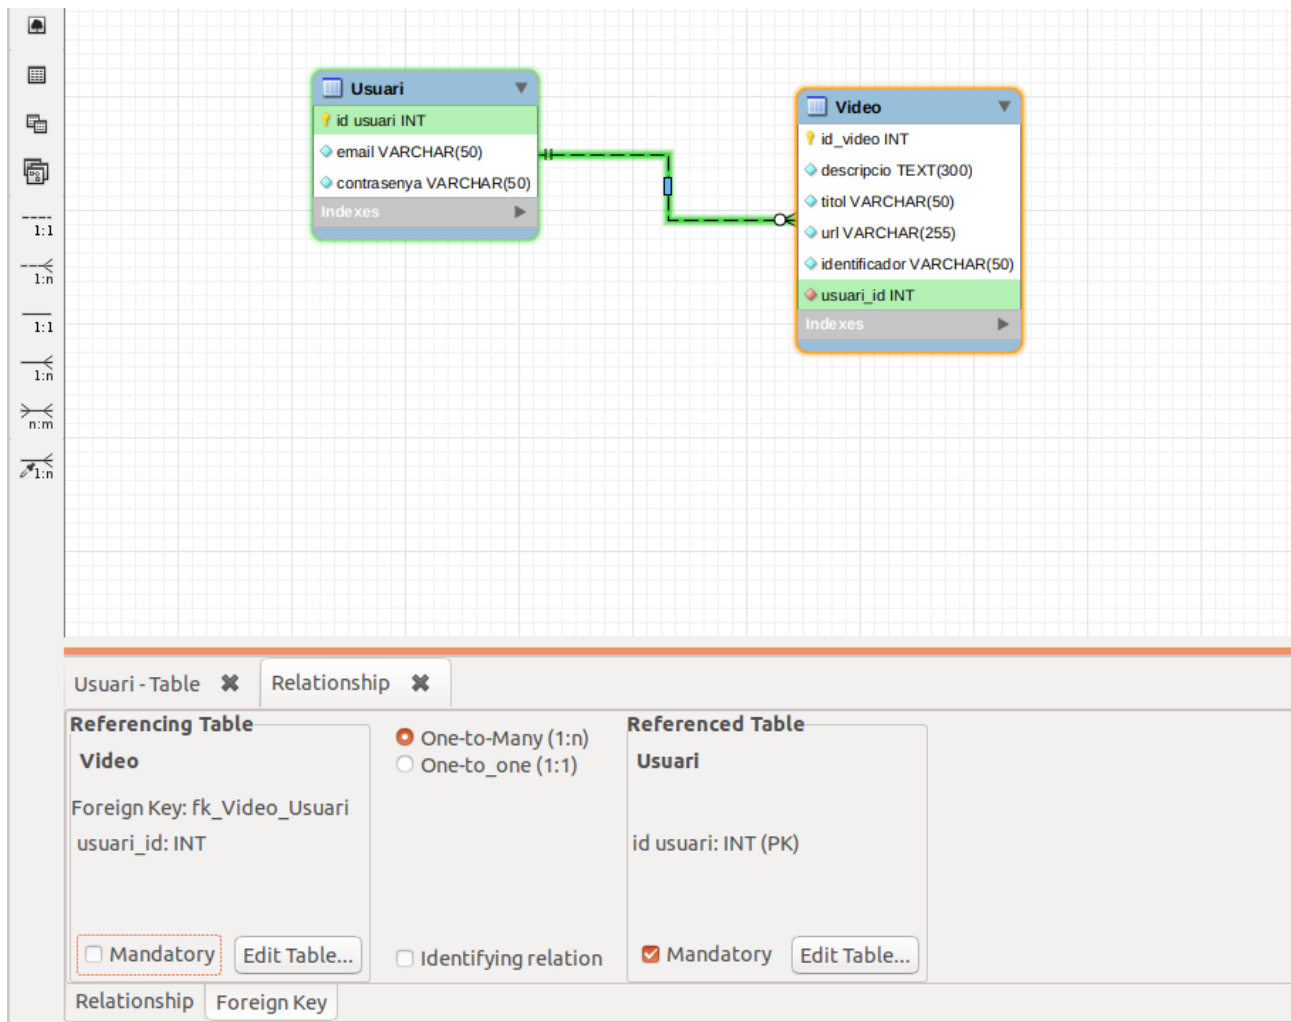 1:1
1:n
1:1
1:n
n:m
1:n
Usuari
id usuari INT
email VARCHAR(50)
contrasenya VARCHAR(50)
Indexes
Video
id_video INT
descripcio TEXT(300)
titol VARCHAR(50)
url VARCHAR(255)
identificador VARCHAR(50)
usuari_id INT
Indexes
Usuari - Table
Relationship
Referencing Table
Video
Foreign Key: fk_Video_Usuari
usuari_id: INT
Mandatory
Edit Table...
One-to-Many (1:n)
One-to_one (1:1)
Identifying relation
Referenced Table
Usuari
id usuari: INT (PK)
Mandatory
Edit Table...
Relationship
Foreign Key